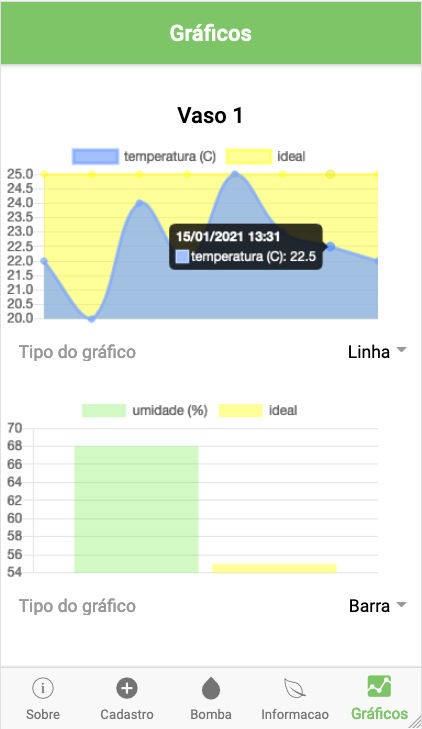 Gráficos
Vaso 1
temperatura (C) ideal
25.0
24.5
24.0
23.5
23.0
22.5
22.0
21.5
21.0
20.5
20.0
15/01/2021 13:31
temperatura (C): 22.5
Tipo do gráfico Linha
umidade (%) ideal
70
68
66
64
62
60
58
56
54
Tipo do gráfico Barra
Sobre Cadastro Bomba Informacao Gráficos